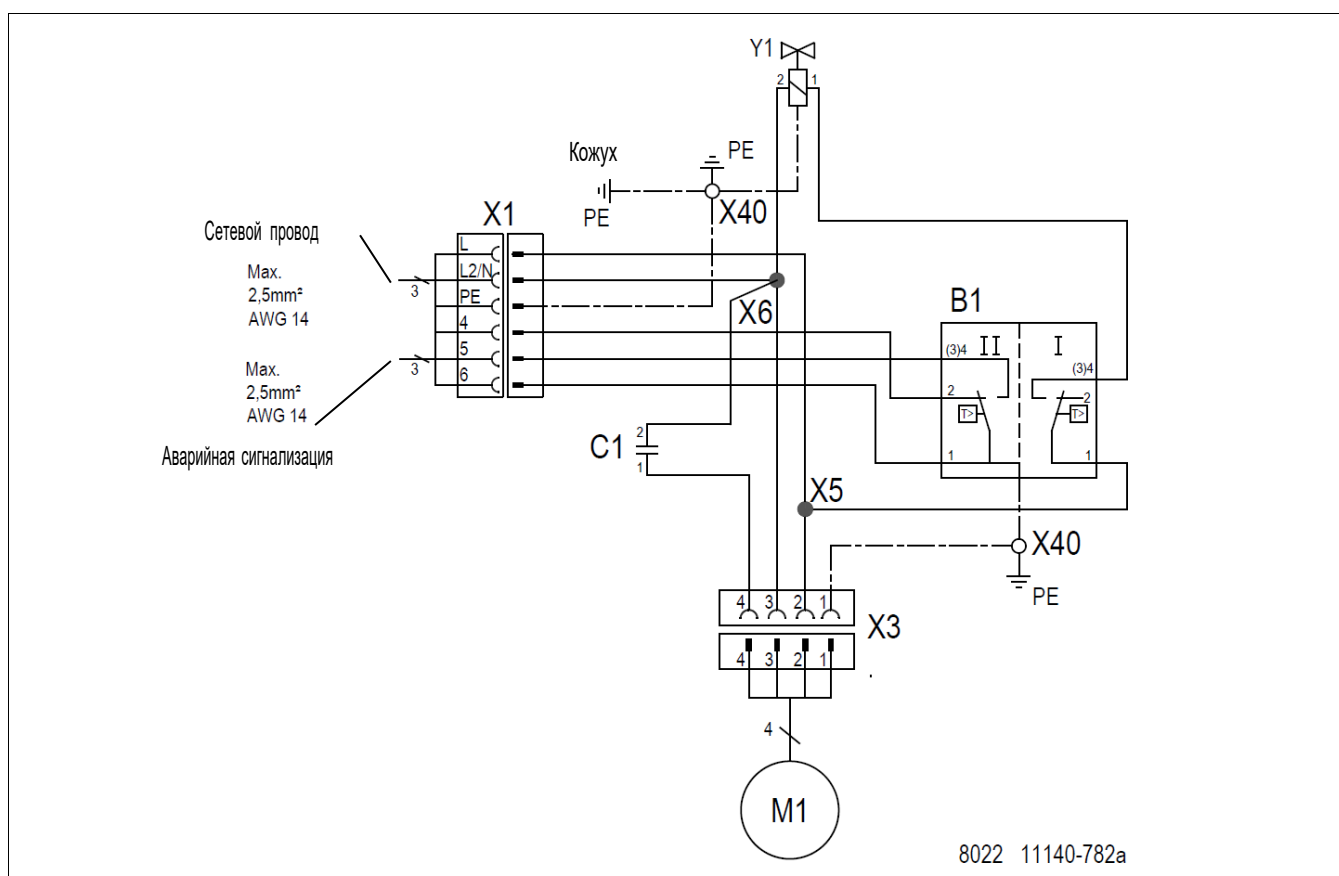 Y1
2 1
Кожух
PE
PE
X40
X1
Сетевой провод
L
L2/N
PE
4
5
6
3
Max.
2,5mm²
AWG 14
3
Max.
2,5mm²
AWG 14
Аварийная сигнализация
X6
B1
II I
(3)4
(3)4
2
2
T>
T>
1
1
C1
2
1
X5
X40
PE
4 3 2 1
X3
4 3 2 1
4
M1
8022 11140-782a